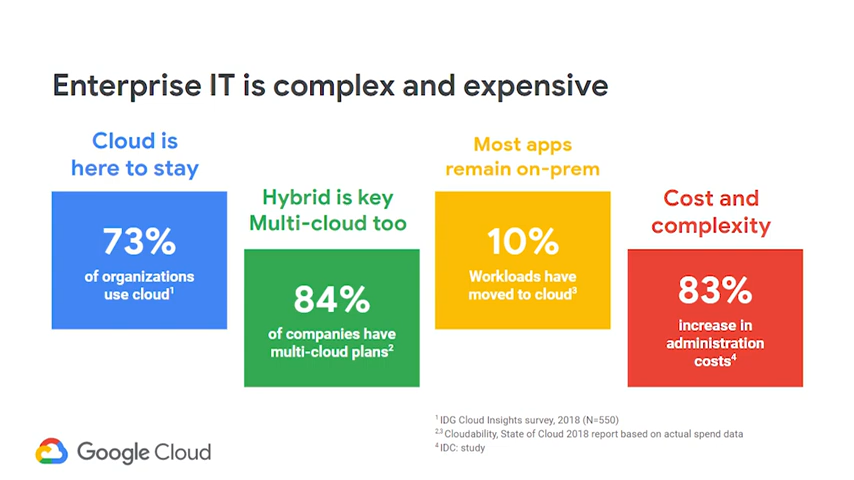 Enterprise IT is complex and expensive
Cloud is
here to stay
73%
of organizations
use cloud¹
Hybrid is key
Multi-cloud too
84%
of companies have
multi-cloud plans²
Most apps
remain on-prem
10%
Workloads have
moved to cloud³
Cost and
complexity
83%
increase in
administration
costs⁴
¹ IDG Cloud Insights survey, 2018 (N=550)
²,³ Cloudability, State of Cloud 2018 report based on actual spend data
⁴ IDC: study
Google Cloud